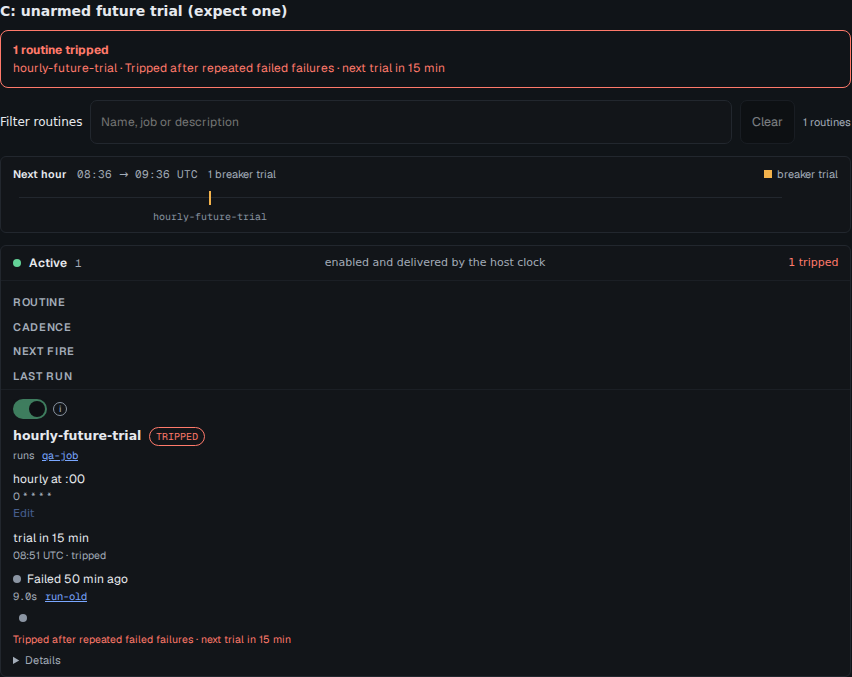 C: unarmed future trial (expect one)
1 routine tripped
hourly-future-trial · Tripped after repeated failed failures · next trial in 15 min
Filter routines Name, job or description Clear 1 routines
Next hour 08:36 → 09:36 UTC 1 breaker trial breaker trial
hourly-future-trial
Active 1 enabled and delivered by the host clock 1 tripped
ROUTINE
CADENCE
NEXT FIRE
LAST RUN
i
hourly-future-trial TRIPPED
runs qa-job
hourly at :00
0 * * * *
Edit
trial in 15 min
08:51 UTC · tripped
Failed 50 min ago
9.0s run-old
Tripped after repeated failed failures · next trial in 15 min
Details